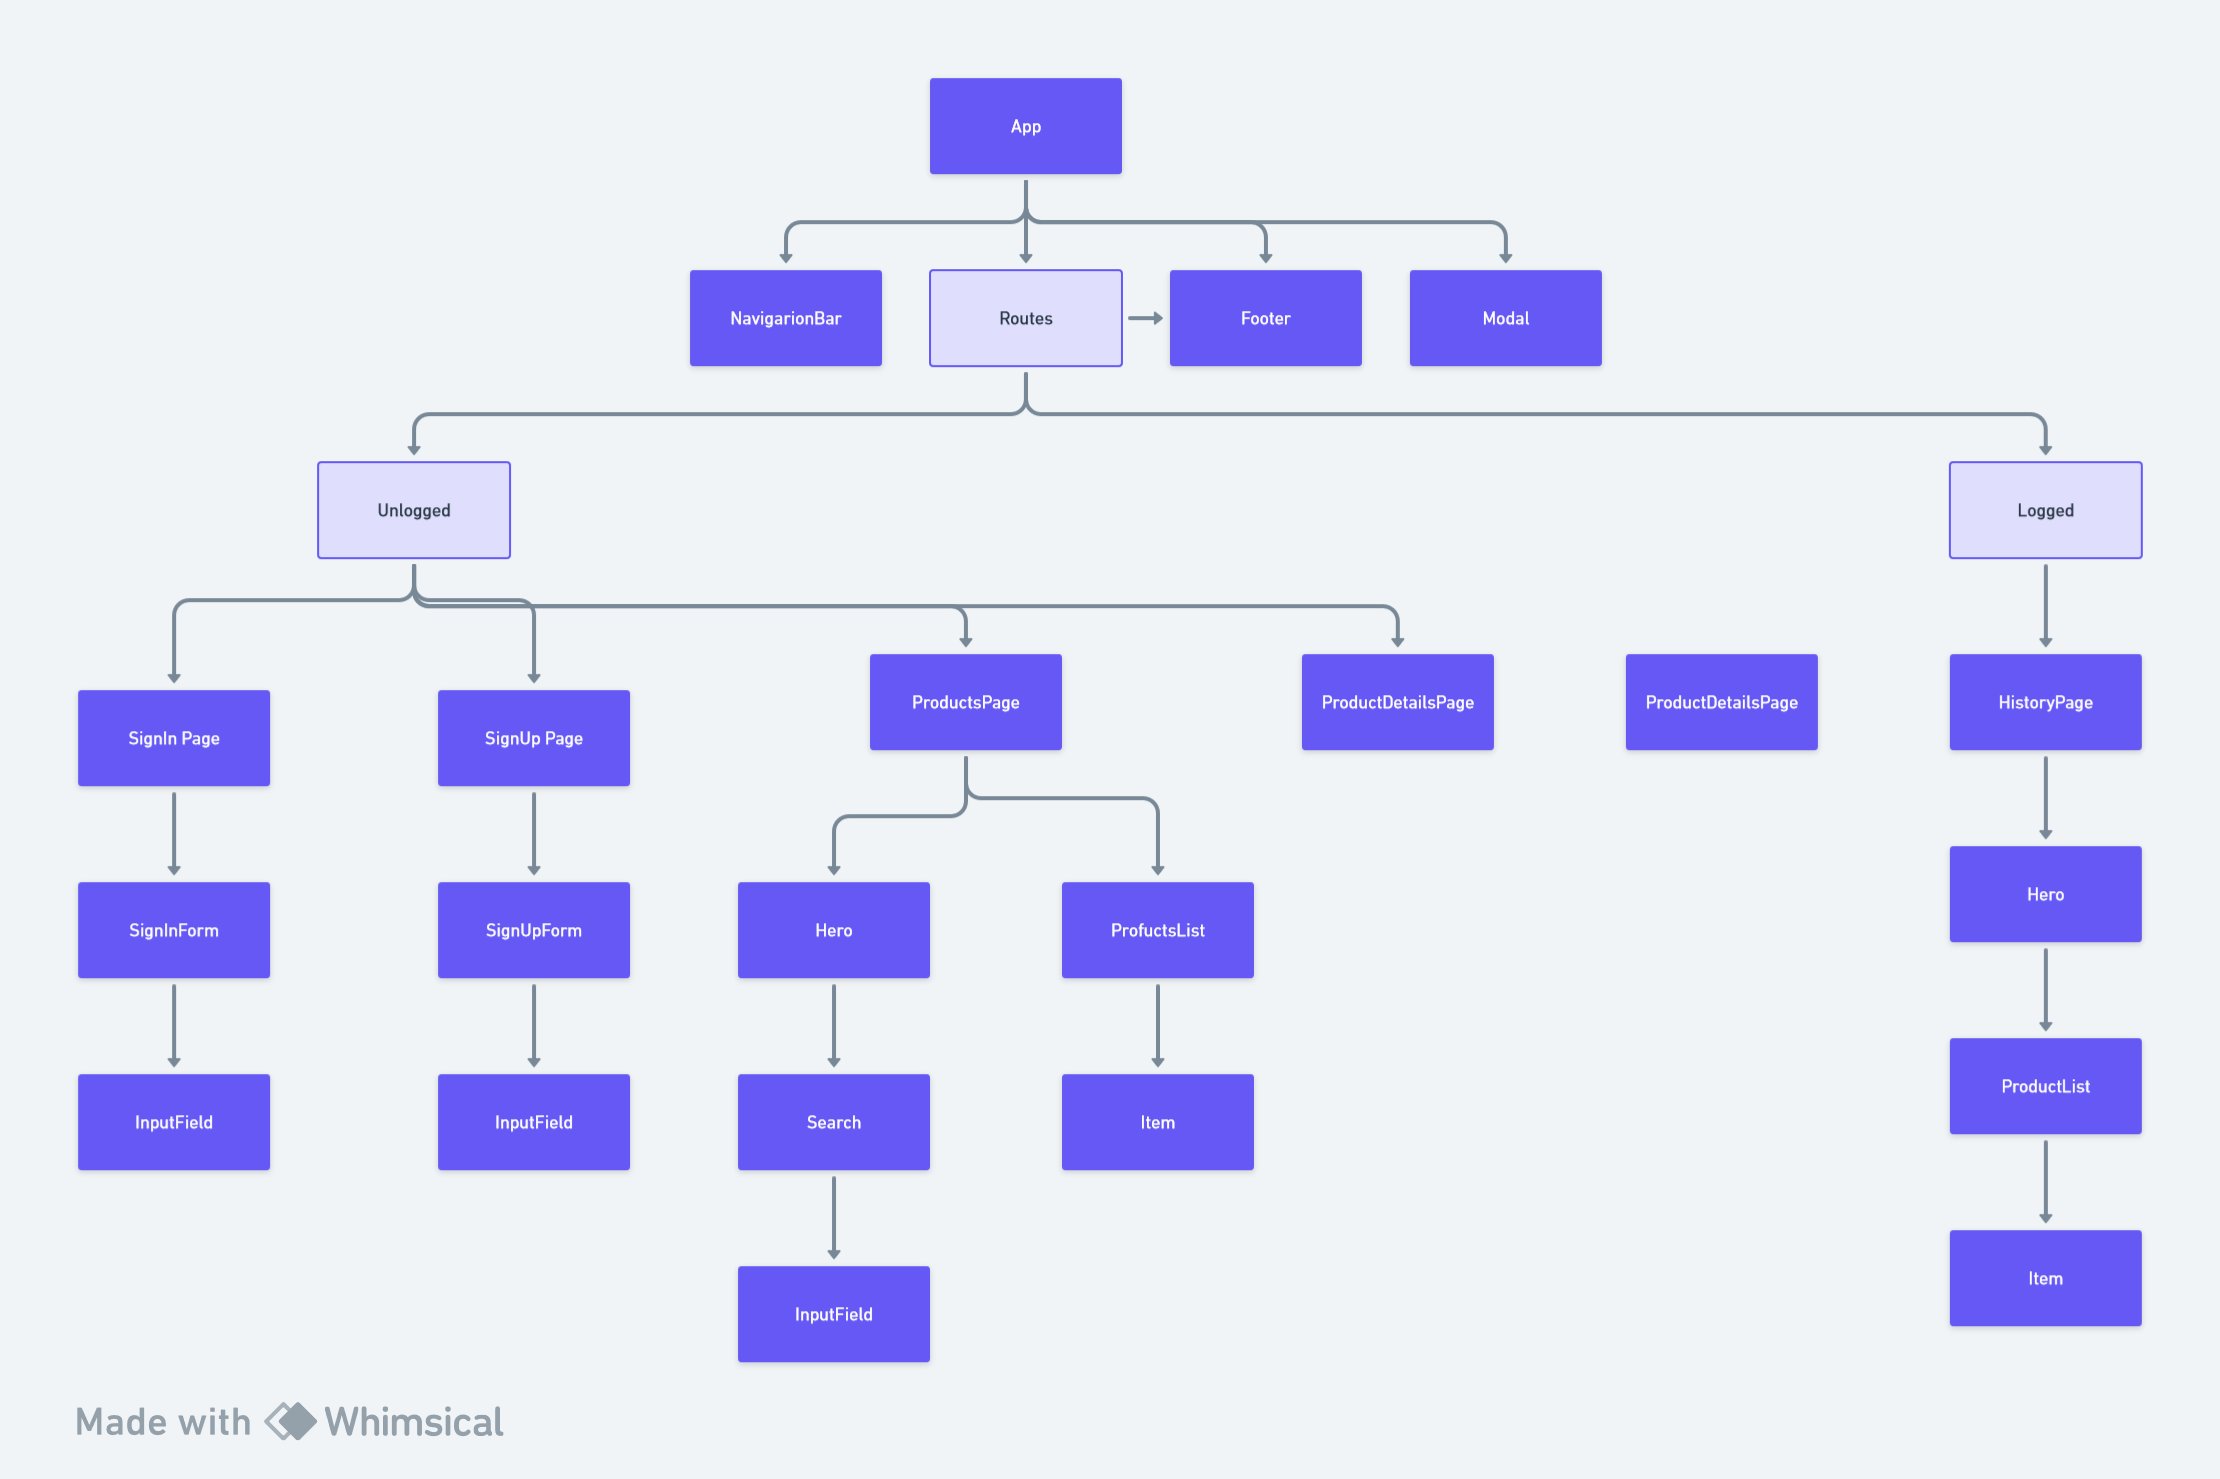 App
NavigarionBar
Routes
Footer
Modal
Unlogged
Logged
SignIn Page
SignUp Page
ProductsPage
ProductDetailsPage
ProductDetailsPage
HistoryPage
SignInForm
SignUpForm
Hero
ProfuctsList
Hero
InputField
InputField
Search
Item
ProductList
InputField
Item
Made with Whimsical